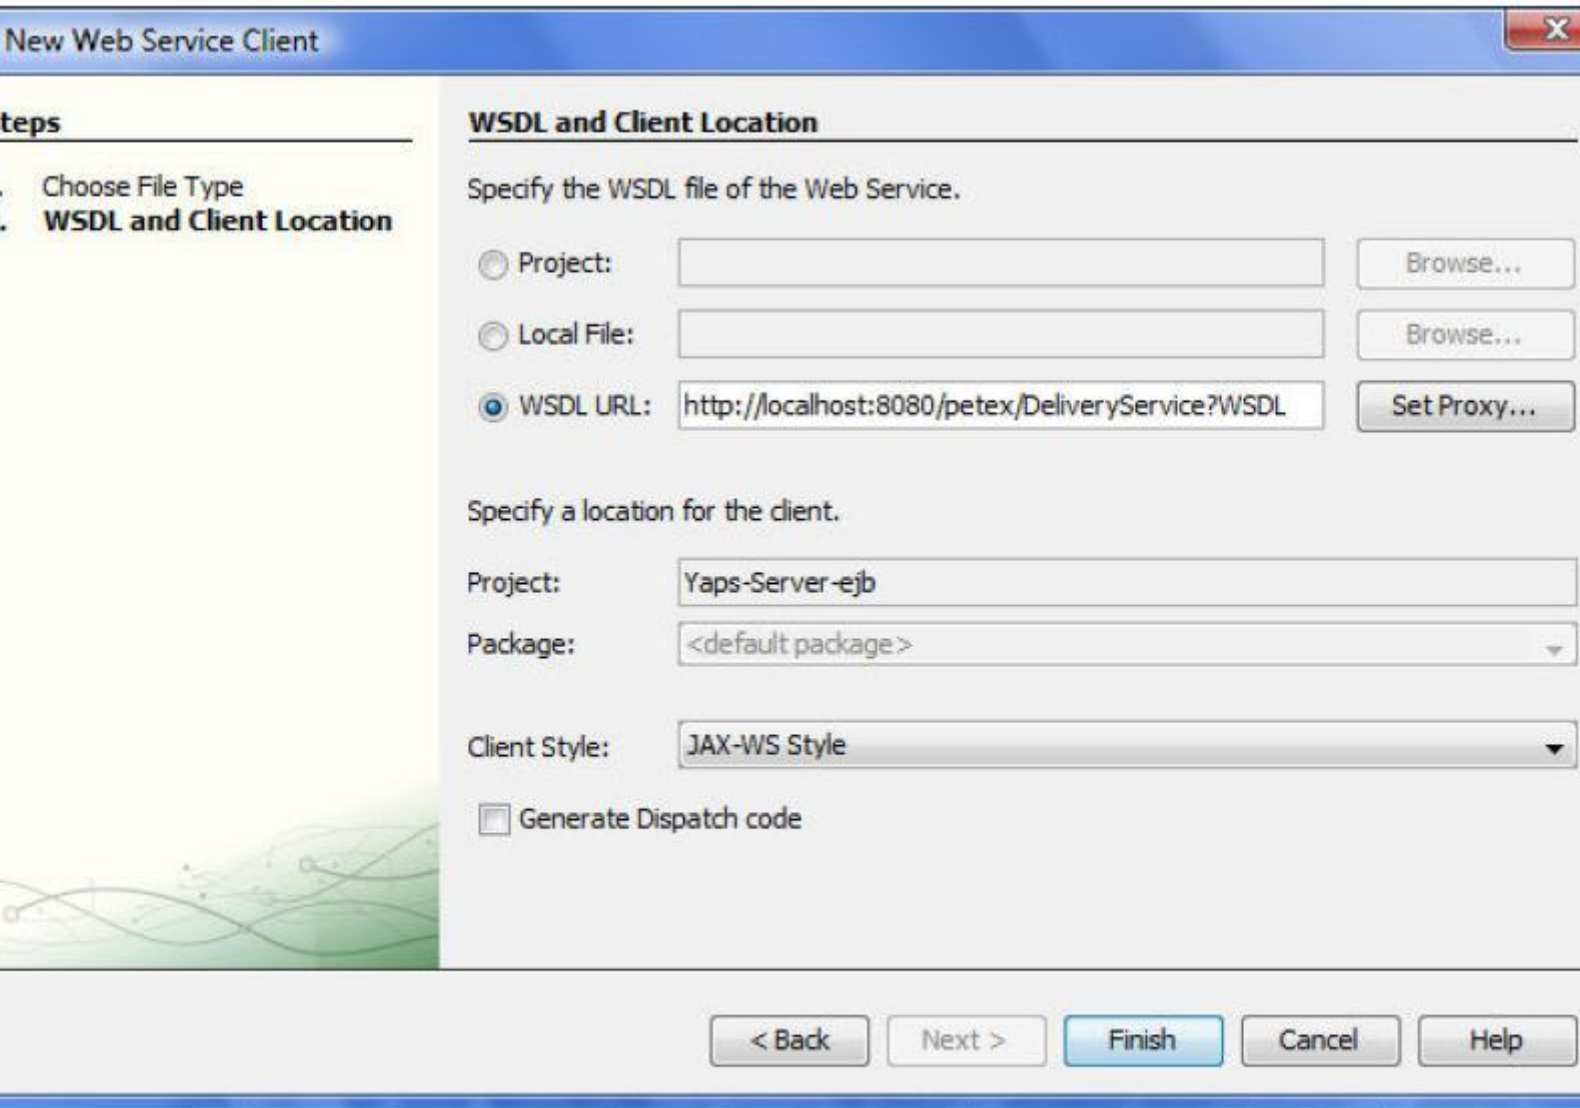 New Web Service Client
teps
. Choose File Type
. WSDL and Client Location
WSDL and Client Location
Specify the WSDL file of the Web Service.
Project: Browse...
Local File: Browse...
WSDL URL: http://localhost:8080/petex/DeliveryService?WSDL Set Proxy...
Specify a location for the client.
Project: Yaps-Server-ejb
Package: <default package>
Client Style: JAX-WS Style
Generate Dispatch code
< Back Next > Finish Cancel Help